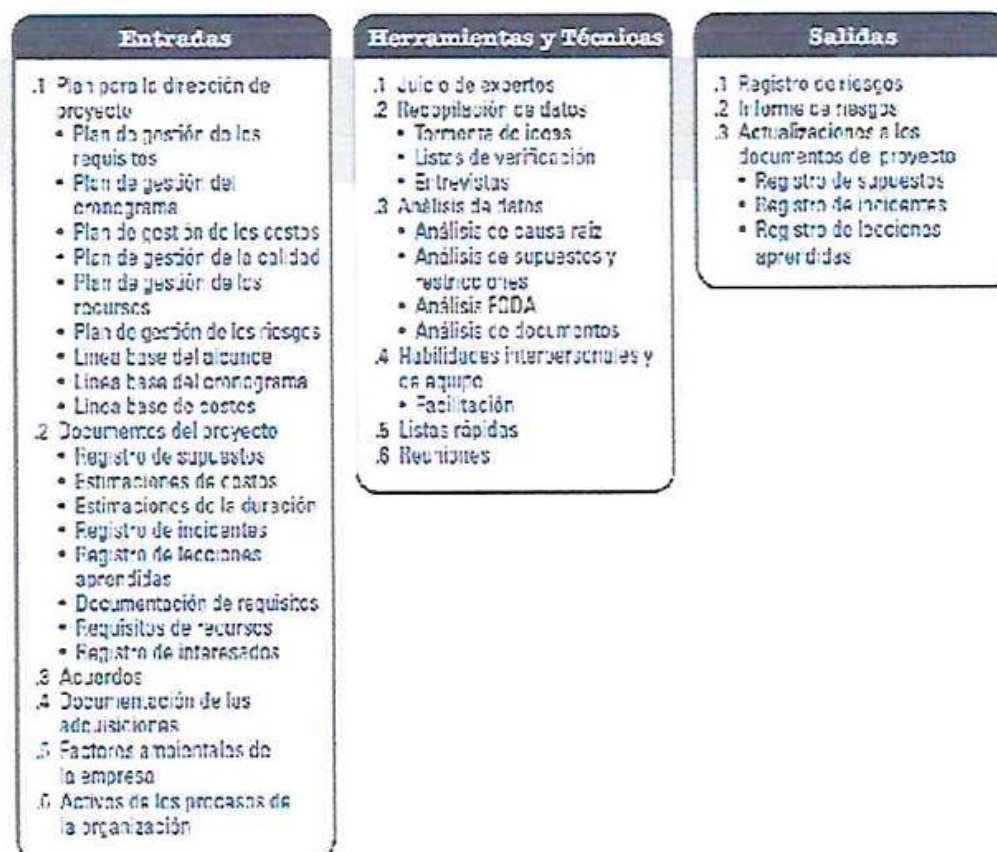 Entradas
.1 Plan para la dirección de
proyecto
• Plan de gestión de los
requisitos
• Plan de gestión del
cronograma
• Plan de gestión de los costos
• Plan de gestión de la calidad
• Plan de gestión de los
recursos
• Plan de gestión de los riesgos
• Línea base del alcance
• Línea base del cronograma
• Línea base de costos
.2 Documentos del proyecto
• Registro de supuestos
• Estimaciones de costos
• Estimaciones de la duración
• Registro de incidentes
• Registro de lecciones
aprendidas
• Documentación de requisitos
• Requisitos de recursos
• Registro de interesados
.3 Acuerdos
.4 Documentación de las
adquisiciones
.5 Factores ambientales de
la empresa
.6 Activos de los procesos de
la organización
Herramientas y Técnicas
.1 Juicio de expertos
.2 Recopilación de datos
• Tormenta de ideas
• Listas de verificación
• Entrevistas
.3 Análisis de datos
• Análisis de causa raíz
• Análisis de supuestos y
restricciones
• Análisis FODA
• Análisis de documentos
.4 Habilidades interpersonales y
de equipo
• Facilitación
.5 Listas rápidas
.6 Reuniones
Salidas
.1 Registro de riesgos
.2 Informe de riesgos
.3 Actualizaciones a los
documentos del proyecto
• Registro de supuestos
• Registro de incidentes
• Registro de lecciones
aprendidas